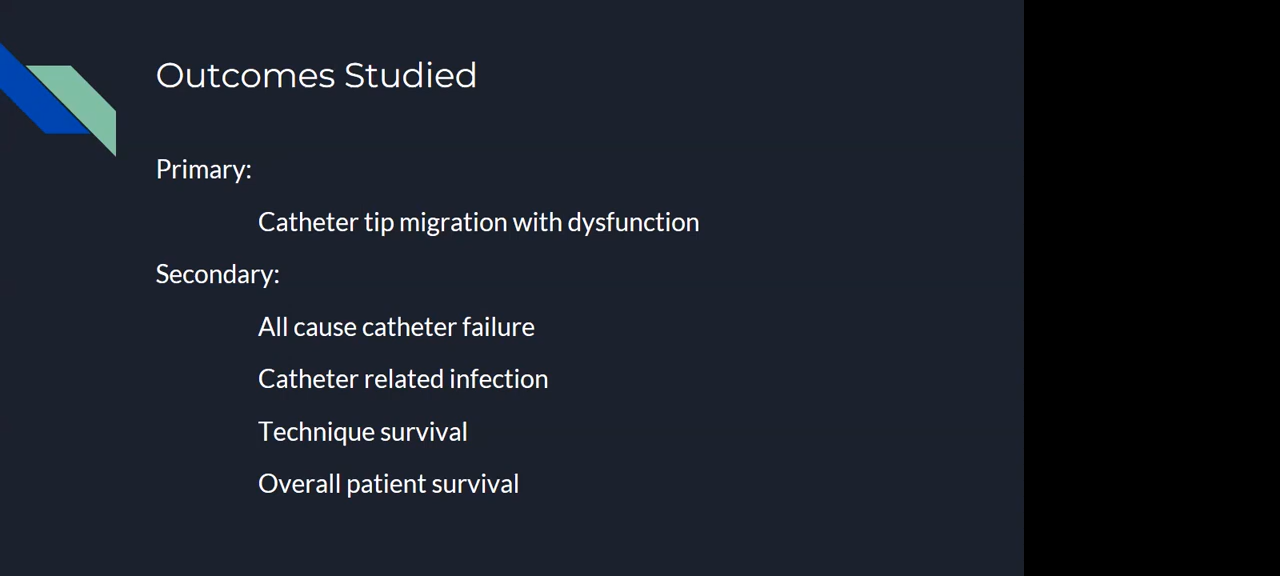 Outcomes Studied
Primary:
Catheter tip migration with dysfunction
Secondary:
All cause catheter failure
Catheter related infection
Technique survival
Overall patient survival